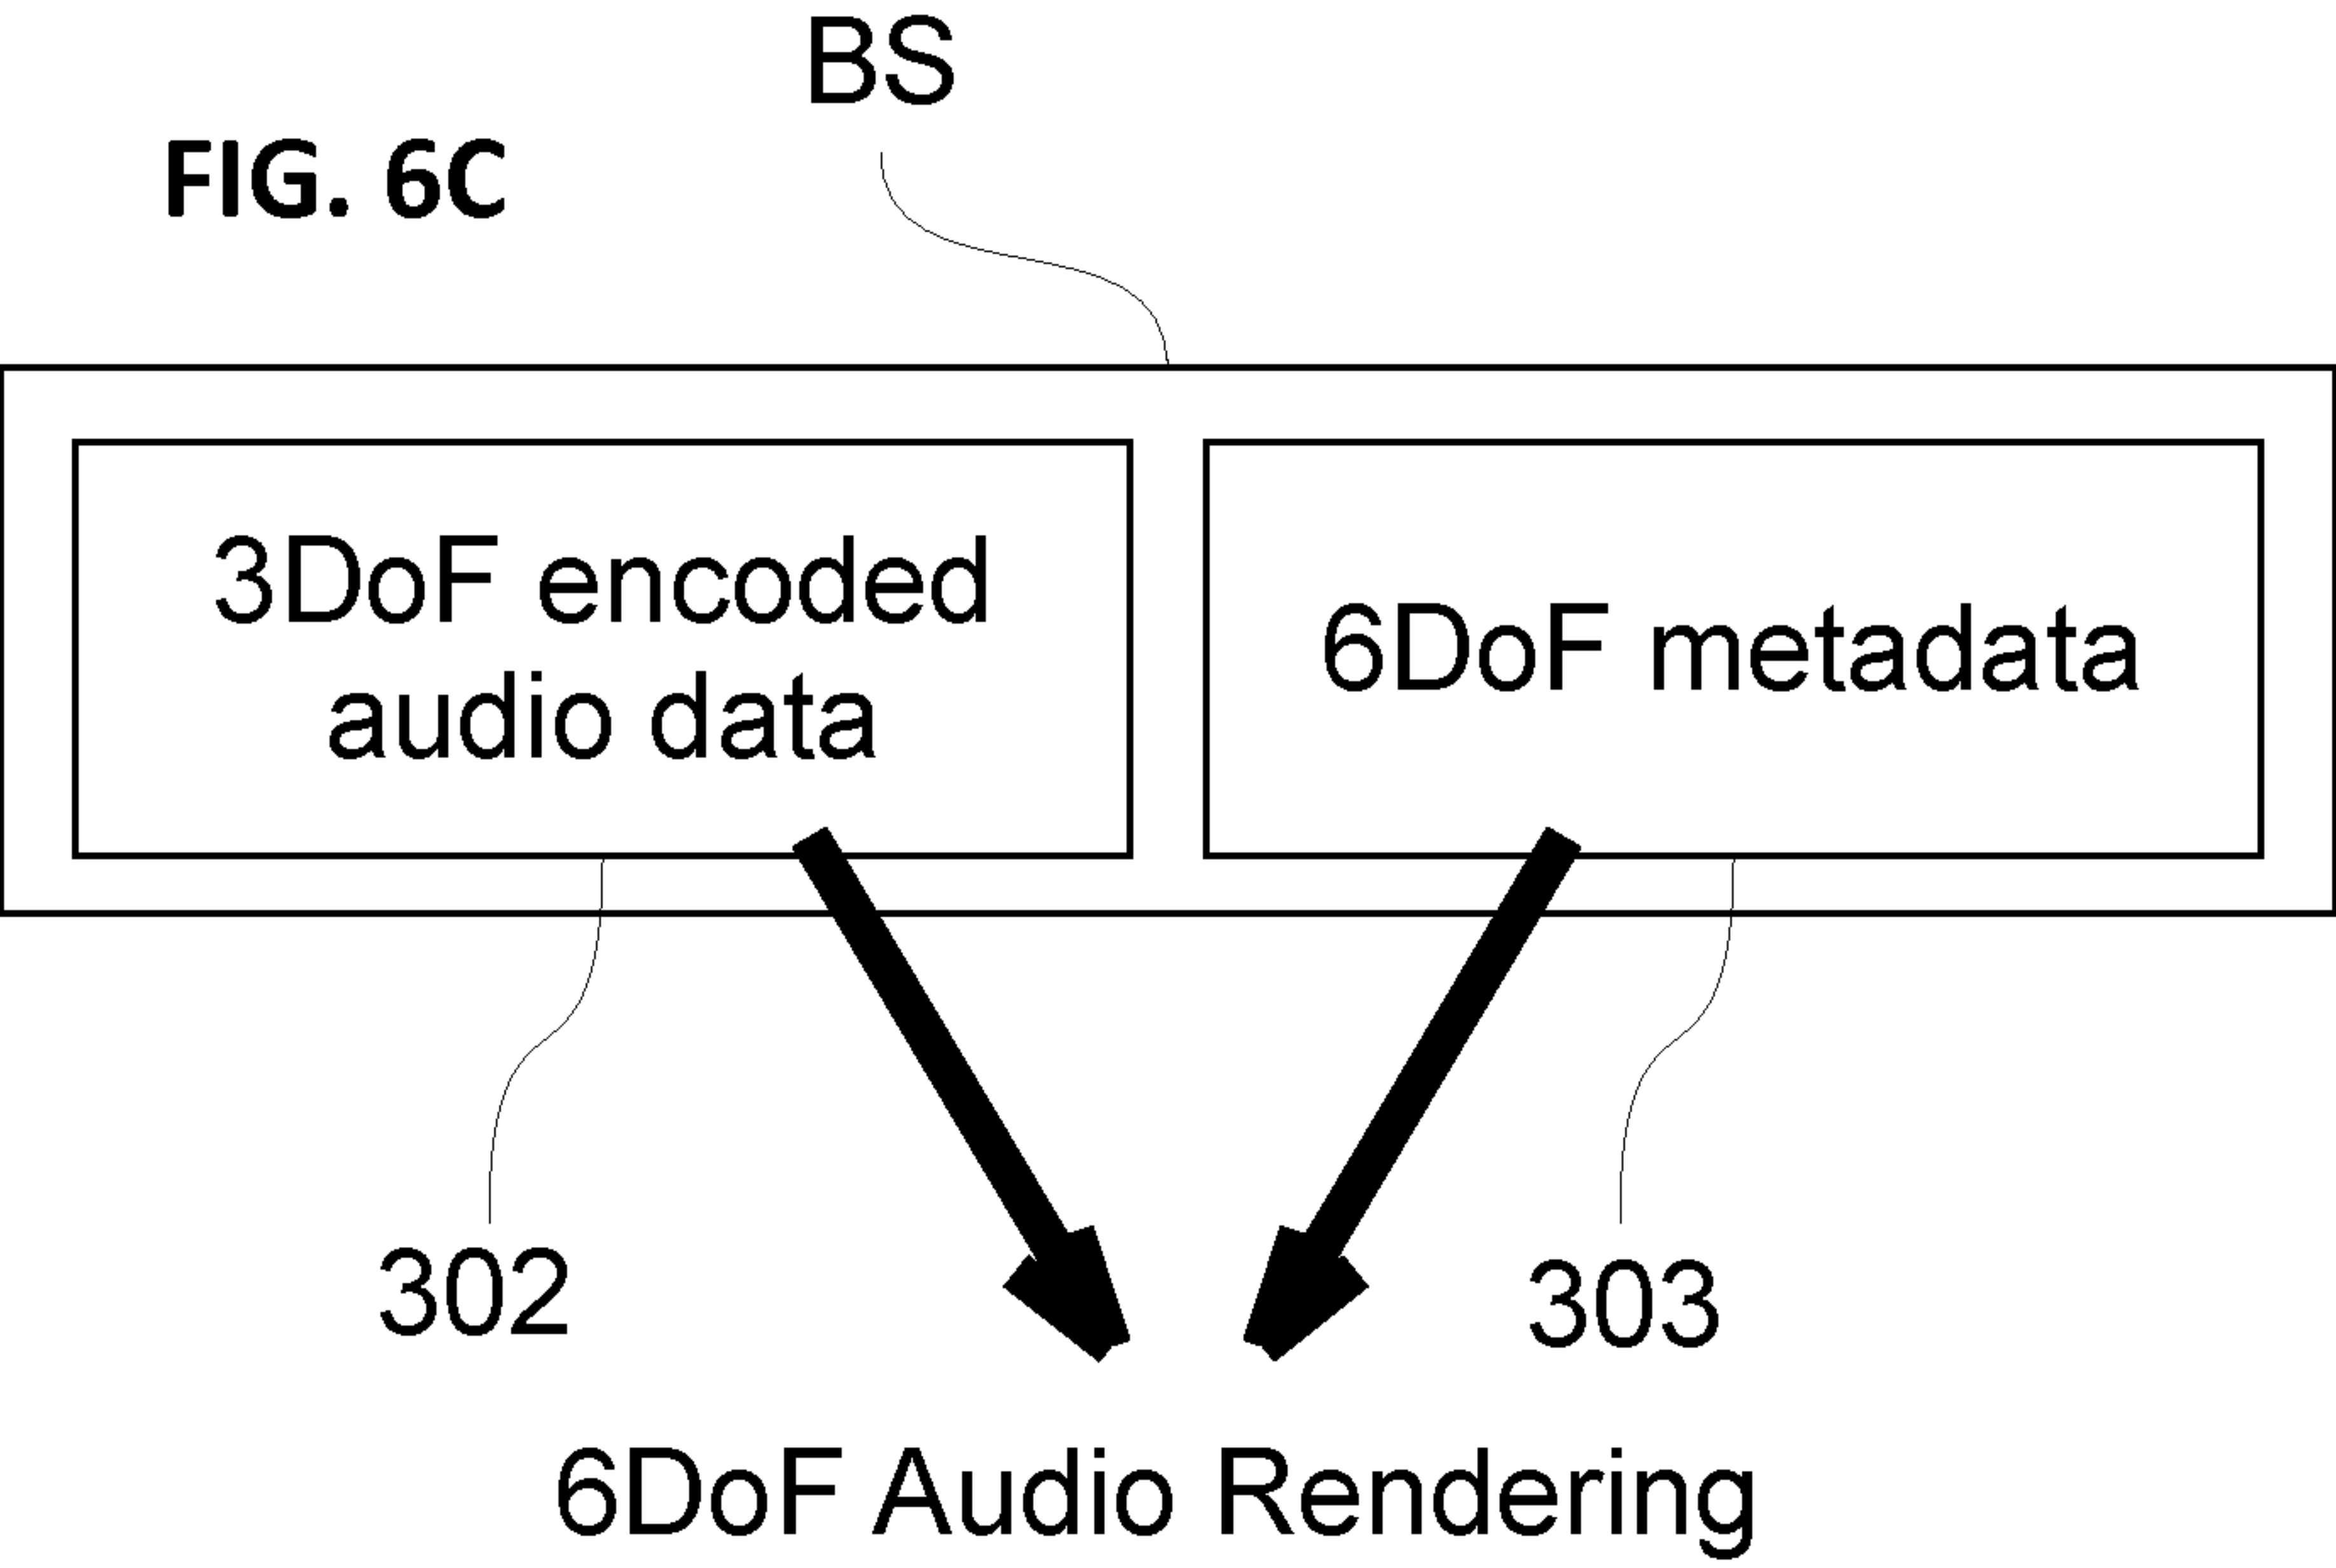 BS
FIG. 6C
3DoF encoded
audio data
6DoF metadata
302
303
6DoF Audio Rendering